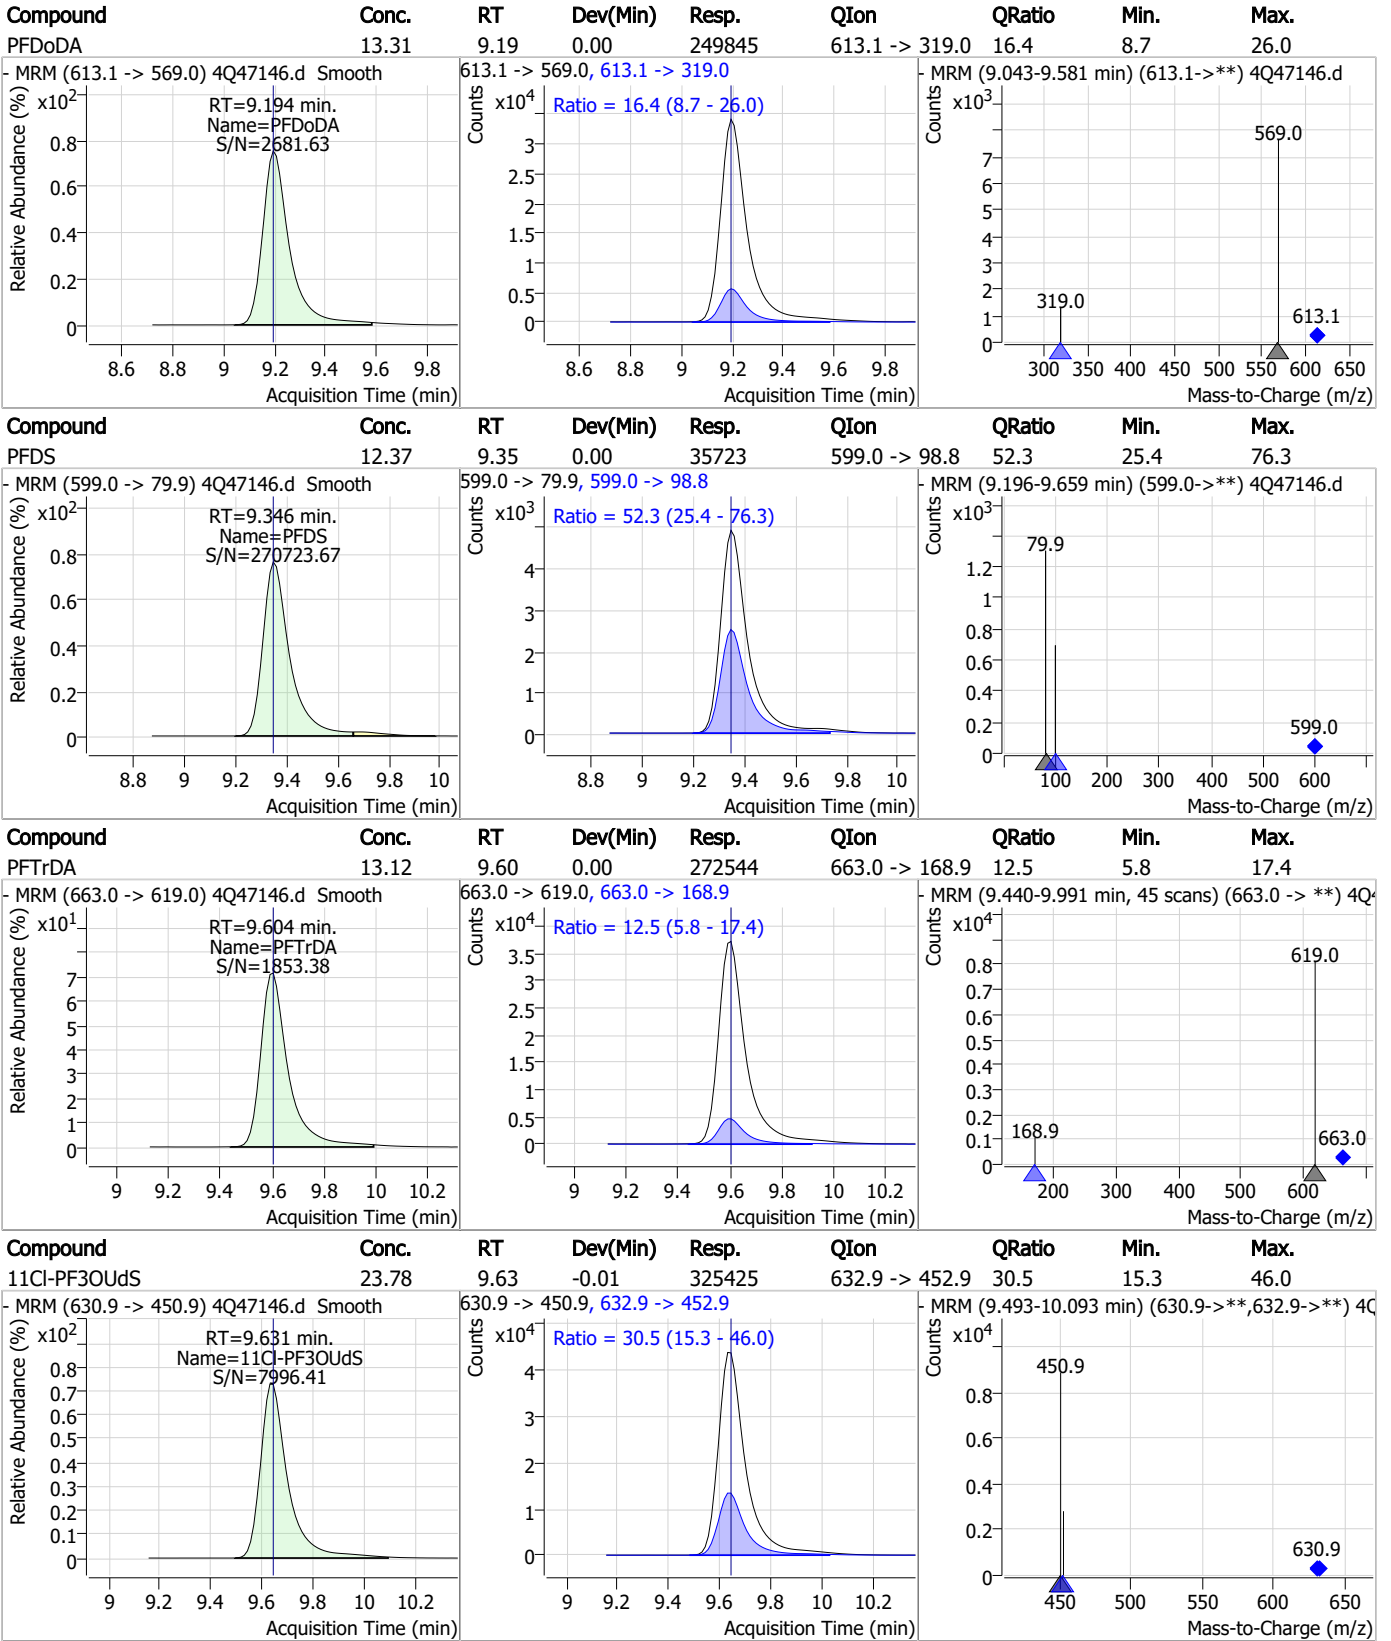 Compound Conc. RT Dev(Min) Resp. QIon QRatio Min. Max.
PFDoDA 13.31 9.19 0.00 249845 613.1 -> 319.0 16.4 8.7 26.0
- MRM (613.1 -> 569.0) 4Q47146.d Smooth
Relative Abundance (%)
x10²
RT=9.194 min.
Name=PFDoDA
S/N=2681.63
0.8
0.6
0.4
0.2
0
8.6 8.8 9 9.2 9.4 9.6 9.8
Acquisition Time (min)
613.1 -> 569.0, 613.1 -> 319.0
Counts
x10⁴
Ratio = 16.4 (8.7 - 26.0)
3
2.5
2
1.5
1
0.5
0
8.6 8.8 9 9.2 9.4 9.6 9.8
Acquisition Time (min)
- MRM (9.043-9.581 min) (613.1->**) 4Q47146.d
Counts
x10³
569.0
7
6
5
4
3
2
1
0
319.0
613.1
300 350 400 450 500 550 600 650
Mass-to-Charge (m/z)
Compound Conc. RT Dev(Min) Resp. QIon QRatio Min. Max.
PFDS 12.37 9.35 0.00 35723 599.0 -> 98.8 52.3 25.4 76.3
- MRM (599.0 -> 79.9) 4Q47146.d Smooth
Relative Abundance (%)
x10²
RT=9.346 min.
Name=PFDS
S/N=270723.67
0.8
0.6
0.4
0.2
0
8.8 9 9.2 9.4 9.6 9.8 10
Acquisition Time (min)
599.0 -> 79.9, 599.0 -> 98.8
Counts
x10³
Ratio = 52.3 (25.4 - 76.3)
4
3
2
1
0
8.8 9 9.2 9.4 9.6 9.8 10
Acquisition Time (min)
- MRM (9.196-9.659 min) (599.0->**) 4Q47146.d
Counts
x10³
79.9
1.2
1
0.8
0.6
0.4
0.2
0
599.0
100 200 300 400 500 600
Mass-to-Charge (m/z)
Compound Conc. RT Dev(Min) Resp. QIon QRatio Min. Max.
PFTrDA 13.12 9.60 0.00 272544 663.0 -> 168.9 12.5 5.8 17.4
- MRM (663.0 -> 619.0) 4Q47146.d Smooth
Relative Abundance (%)
x10¹
RT=9.604 min.
Name=PFTrDA
S/N=1853.38
7
6
5
4
3
2
1
0
9 9.2 9.4 9.6 9.8 10 10.2
Acquisition Time (min)
663.0 -> 619.0, 663.0 -> 168.9
Counts
x10⁴
Ratio = 12.5 (5.8 - 17.4)
3.5
3
2.5
2
1.5
1
0.5
0
9 9.2 9.4 9.6 9.8 10 10.2
Acquisition Time (min)
- MRM (9.440-9.991 min, 45 scans) (663.0 -> **) 4Q4
Counts
x10⁴
619.0
0.8
0.7
0.6
0.5
0.4
0.3
0.2
0.1
0
168.9
663.0
200 300 400 500 600
Mass-to-Charge (m/z)
Compound Conc. RT Dev(Min) Resp. QIon QRatio Min. Max.
11Cl-PF3OUdS 23.78 9.63 -0.01 325425 632.9 -> 452.9 30.5 15.3 46.0
- MRM (630.9 -> 450.9) 4Q47146.d Smooth
Relative Abundance (%)
x10²
RT=9.631 min.
Name=11Cl-PF3OUdS
S/N=7996.41
0.8
0.7
0.6
0.5
0.4
0.3
0.2
0.1
0
9 9.2 9.4 9.6 9.8 10 10.2
Acquisition Time (min)
630.9 -> 450.9, 632.9 -> 452.9
Counts
x10⁴
Ratio = 30.5 (15.3 - 46.0)
4
3
2
1
0
9 9.2 9.4 9.6 9.8 10 10.2
Acquisition Time (min)
- MRM (9.493-10.093 min) (630.9->**,632.9->**) 4Q
Counts
x10⁴
450.9
0.8
0.6
0.4
0.2
0
630.9
450 500 550 600 650
Mass-to-Charge (m/z)